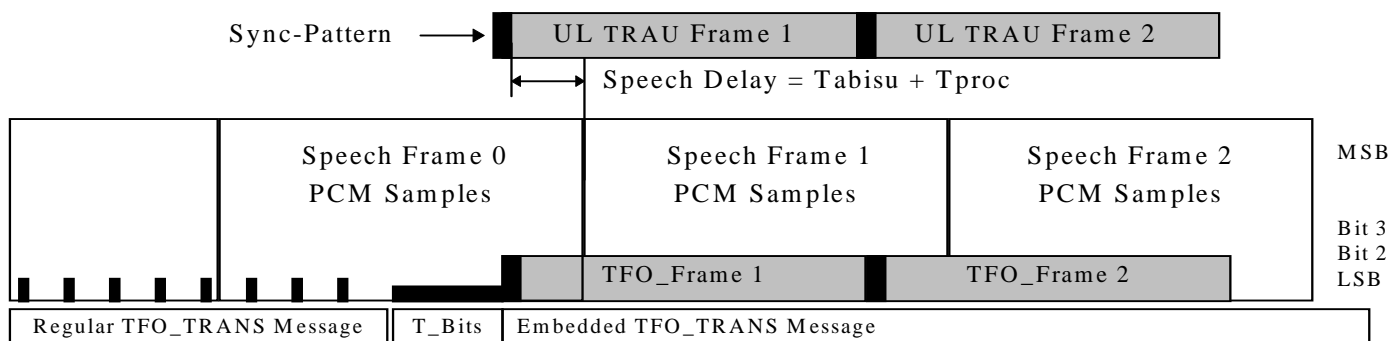 Sync-Pattern
UL TRAU Frame 1
UL TRAU Frame 2
Speech Delay = Tabisu + Tproc
Speech Frame 0
PCM Samples
Speech Frame 1
PCM Samples
Speech Frame 2
PCM Samples
MSB
Bit 3
Bit 2
LSB
TFO_Frame 1
TFO_Frame 2
Regular TFO_TRANS Message
T_Bits
Embedded TFO_TRANS Message